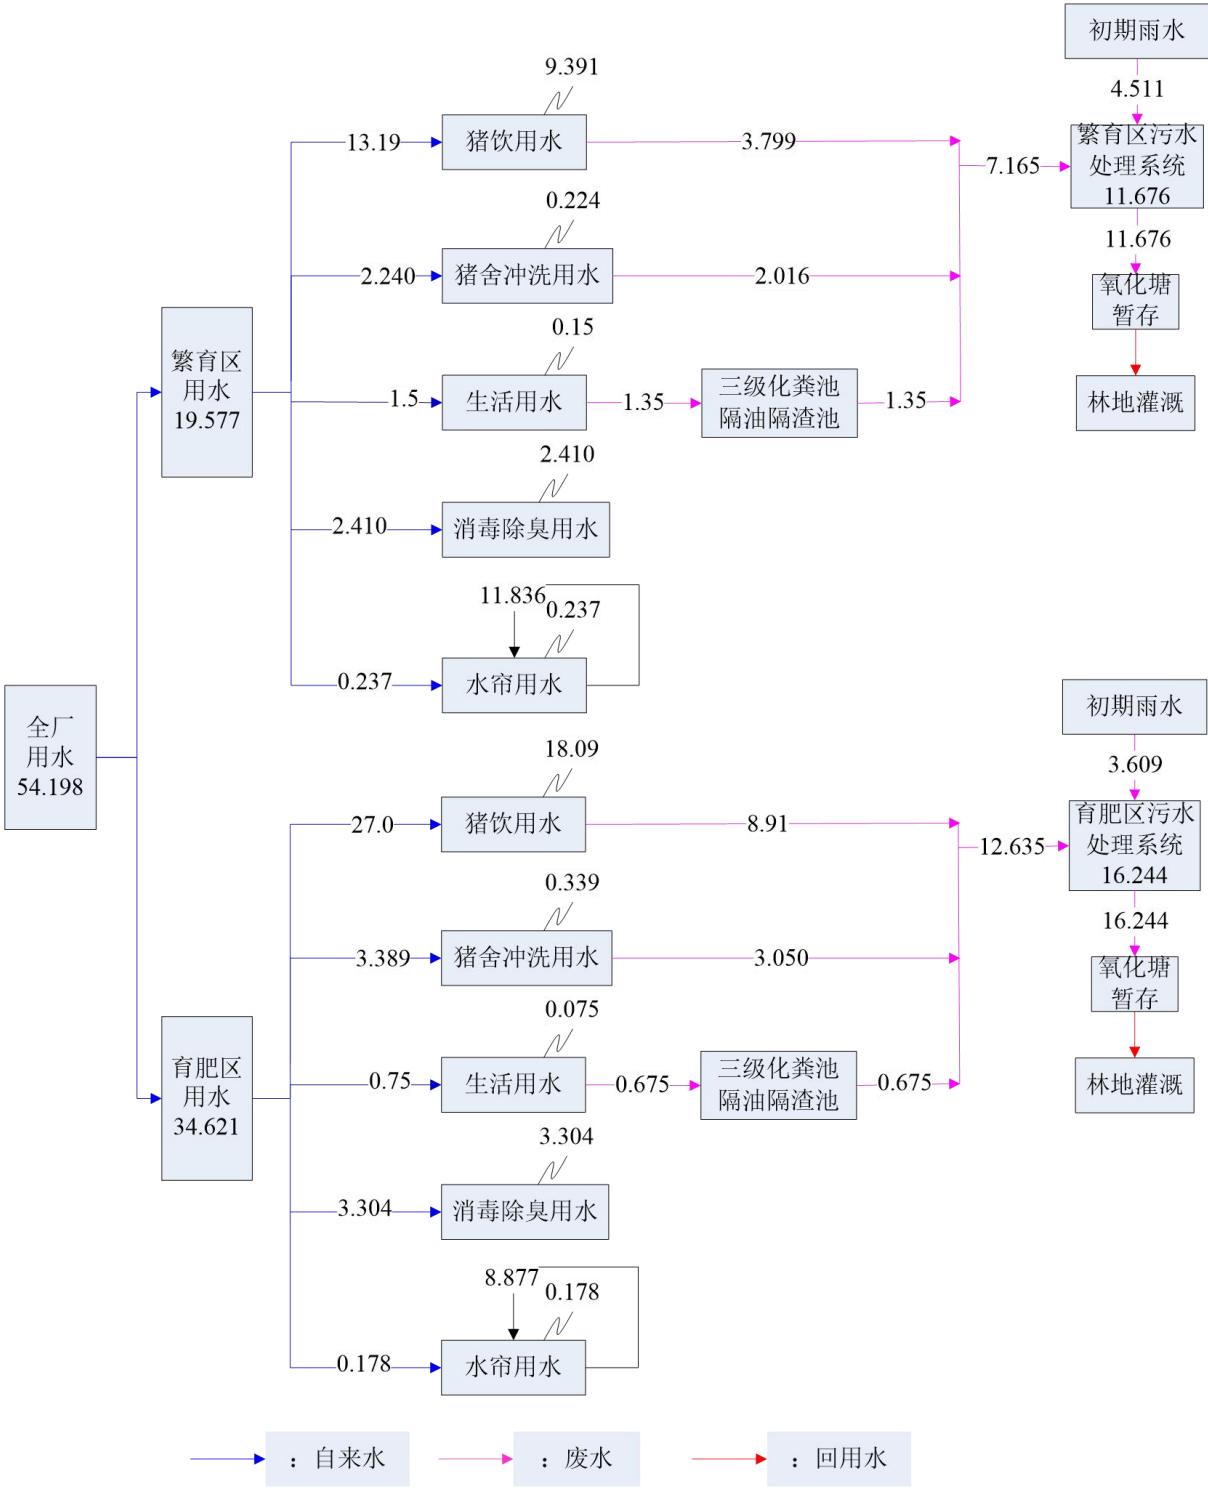 初期雨水
4.511
繁育区污水
处理系统
11.676
11.676
氧化塘
暂存
林地灌溉
9.391
13.19
猪饮用水
3.799
7.165
0.224
2.240
猪舍冲洗用水
2.016
0.15
1.5
生活用水
1.35
三级化粪池
隔油隔渣池
1.35
繁育区
用水
19.577
2.410
2.410
消毒除臭用水
11.836
0.237
0.237
水帘用水
全厂
用水
54.198
初期雨水
3.609
育肥区污水
处理系统
16.244
16.244
氧化塘
暂存
林地灌溉
18.09
27.0
猪饮用水
8.91
12.635
0.339
3.389
猪舍冲洗用水
3.050
0.075
0.75
生活用水
0.675
三级化粪池
隔油隔渣池
0.675
育肥区
用水
34.621
3.304
3.304
消毒除臭用水
8.877
0.178
0.178
水帘用水
：自来水
：废水
：回用水